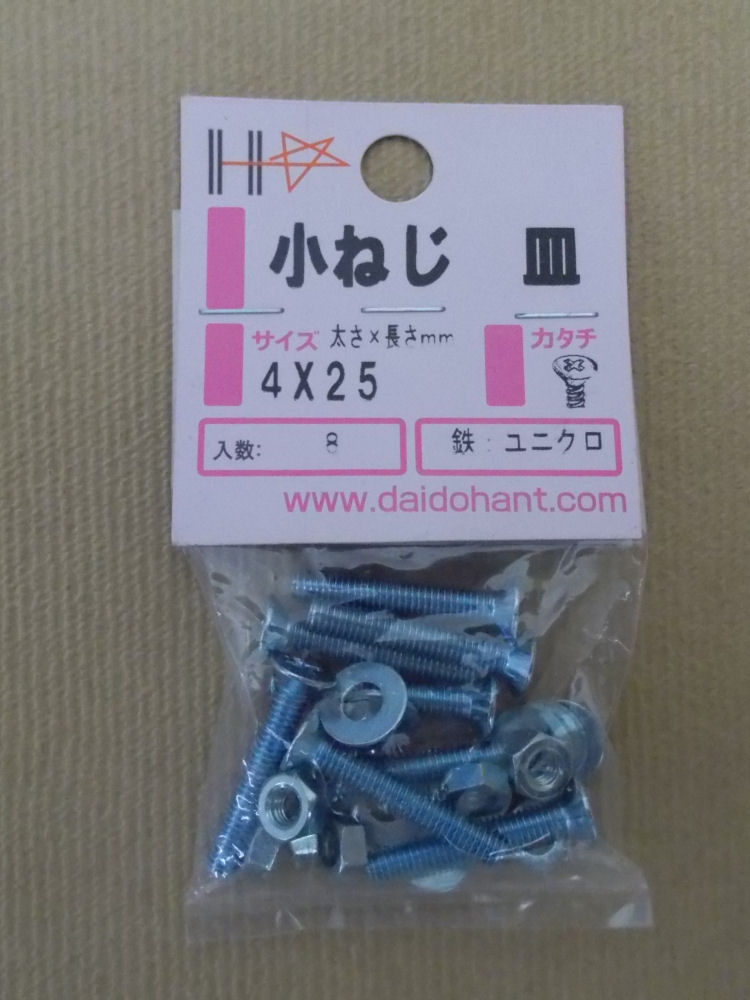 H
小ねじ 皿
サイズ 太さ×長さmm カタチ
4X25
入数: 8 鉄:ユニクロ
www.daidohant.com